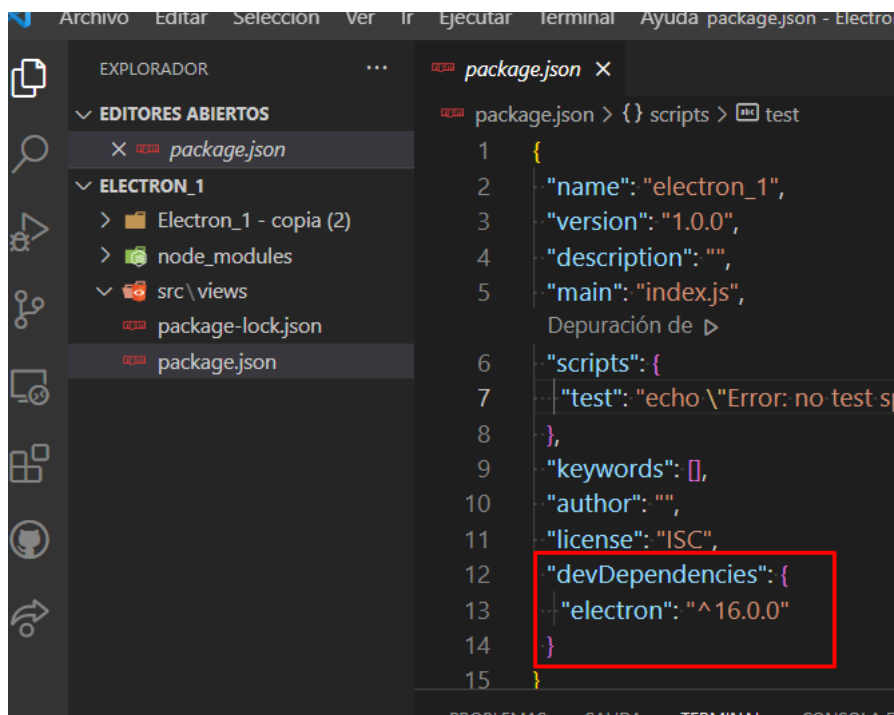 Archivo Editar Selección Ver Ir Ejecutar Terminal Ayuda package.json - Electro
EXPLORADOR ···
EDITORES ABIERTOS
package.json
ELECTRON_1
Electron_1 - copia (2)
node_modules
src\views
package-lock.json
package.json
package.json
package.json > {} scripts > abc test
1 {
2 "name": "electron_1",
3 "version": "1.0.0",
4 "description": "",
5 "main": "index.js",
Depuración de
6 "scripts": {
7 "test": "echo \"Error: no test s
8 },
9 "keywords": [],
10 "author": "",
11 "license": "ISC",
12 "devDependencies": {
13 "electron": "^16.0.0"
14 }
15 }
PROBLEMAS SALIDA TERMINAL CONSOLA D